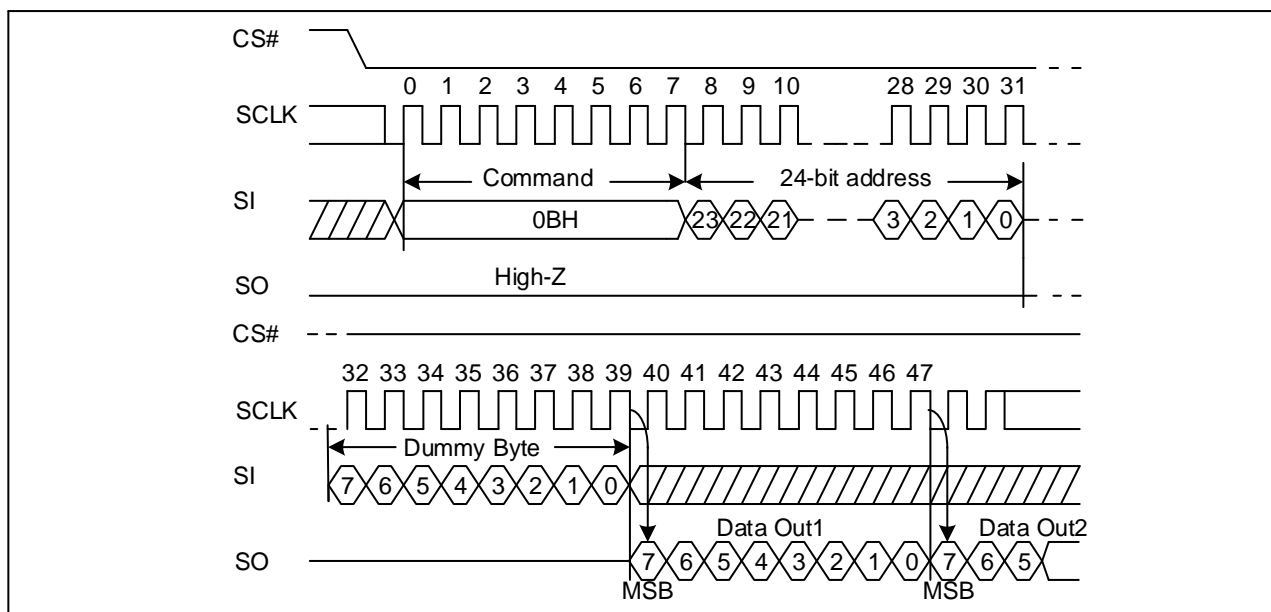 CS#
0 1 2 3 4 5 6 7 8 9 10 28 29 30 31
SCLK
Command 24-bit address
SI
0BH 23 22 21 3 2 1 0
High-Z
SO
CS#
32 33 34 35 36 37 38 39 40 41 42 43 44 45 46 47
SCLK
Dummy Byte
SI
7 6 5 4 3 2 1 0
Data Out1 Data Out2
SO
7 6 5 4 3 2 1 0 7 6 5
MSB MSB